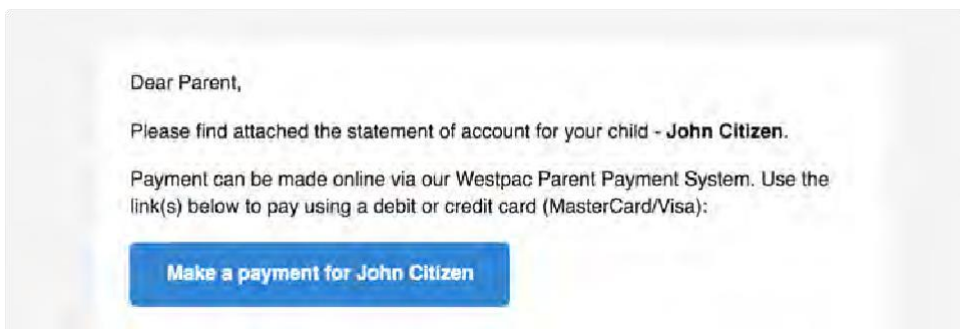 Dear Parent,
Please find attached the statement of account for your child - John Citizen.
Payment can be made online via our Westpac Parent Payment System. Use the
link(s) below to pay using a debit or credit card (MasterCard/Visa):
Make a payment for John Citizen